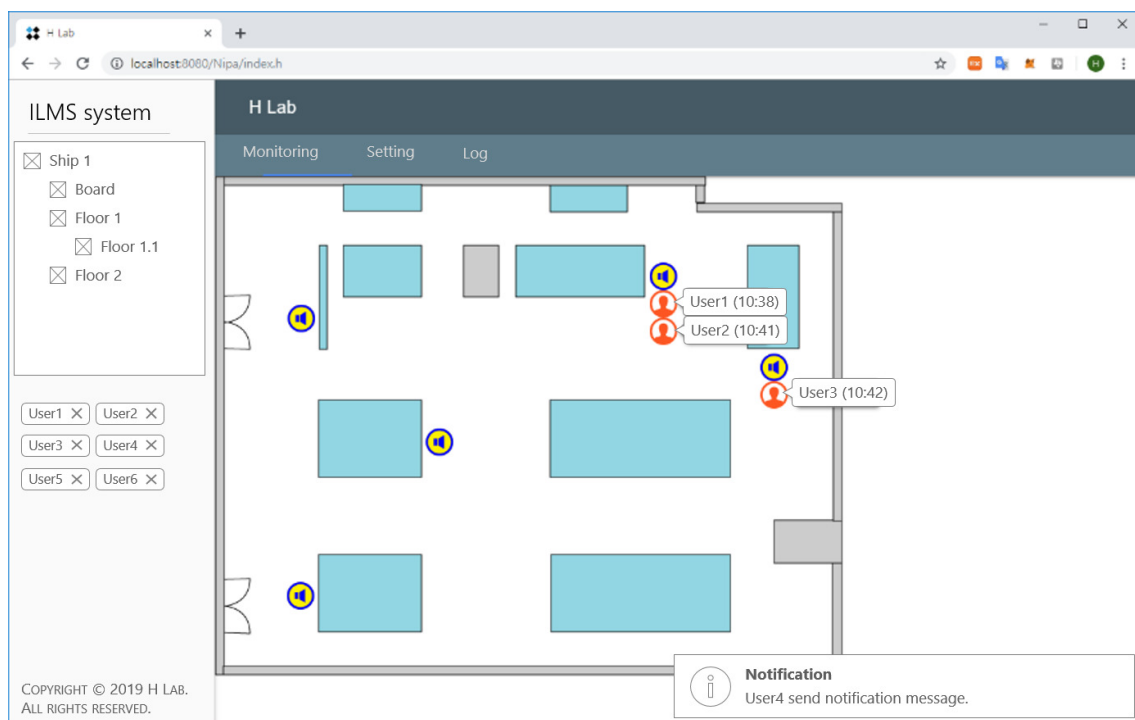 H Lab
localhost:8080/Nipa/index.h
H
ILMS system
Ship 1
Board
Floor 1
Floor 1.1
Floor 2
User1 User2
User3 User4
User5 User6
COPYRIGHT © 2019 H LAB.
ALL RIGHTS RESERVED.
H Lab
Monitoring Setting Log
User1 (10:38)
User2 (10:41)
User3 (10:42)
Notification
User4 send notification message.